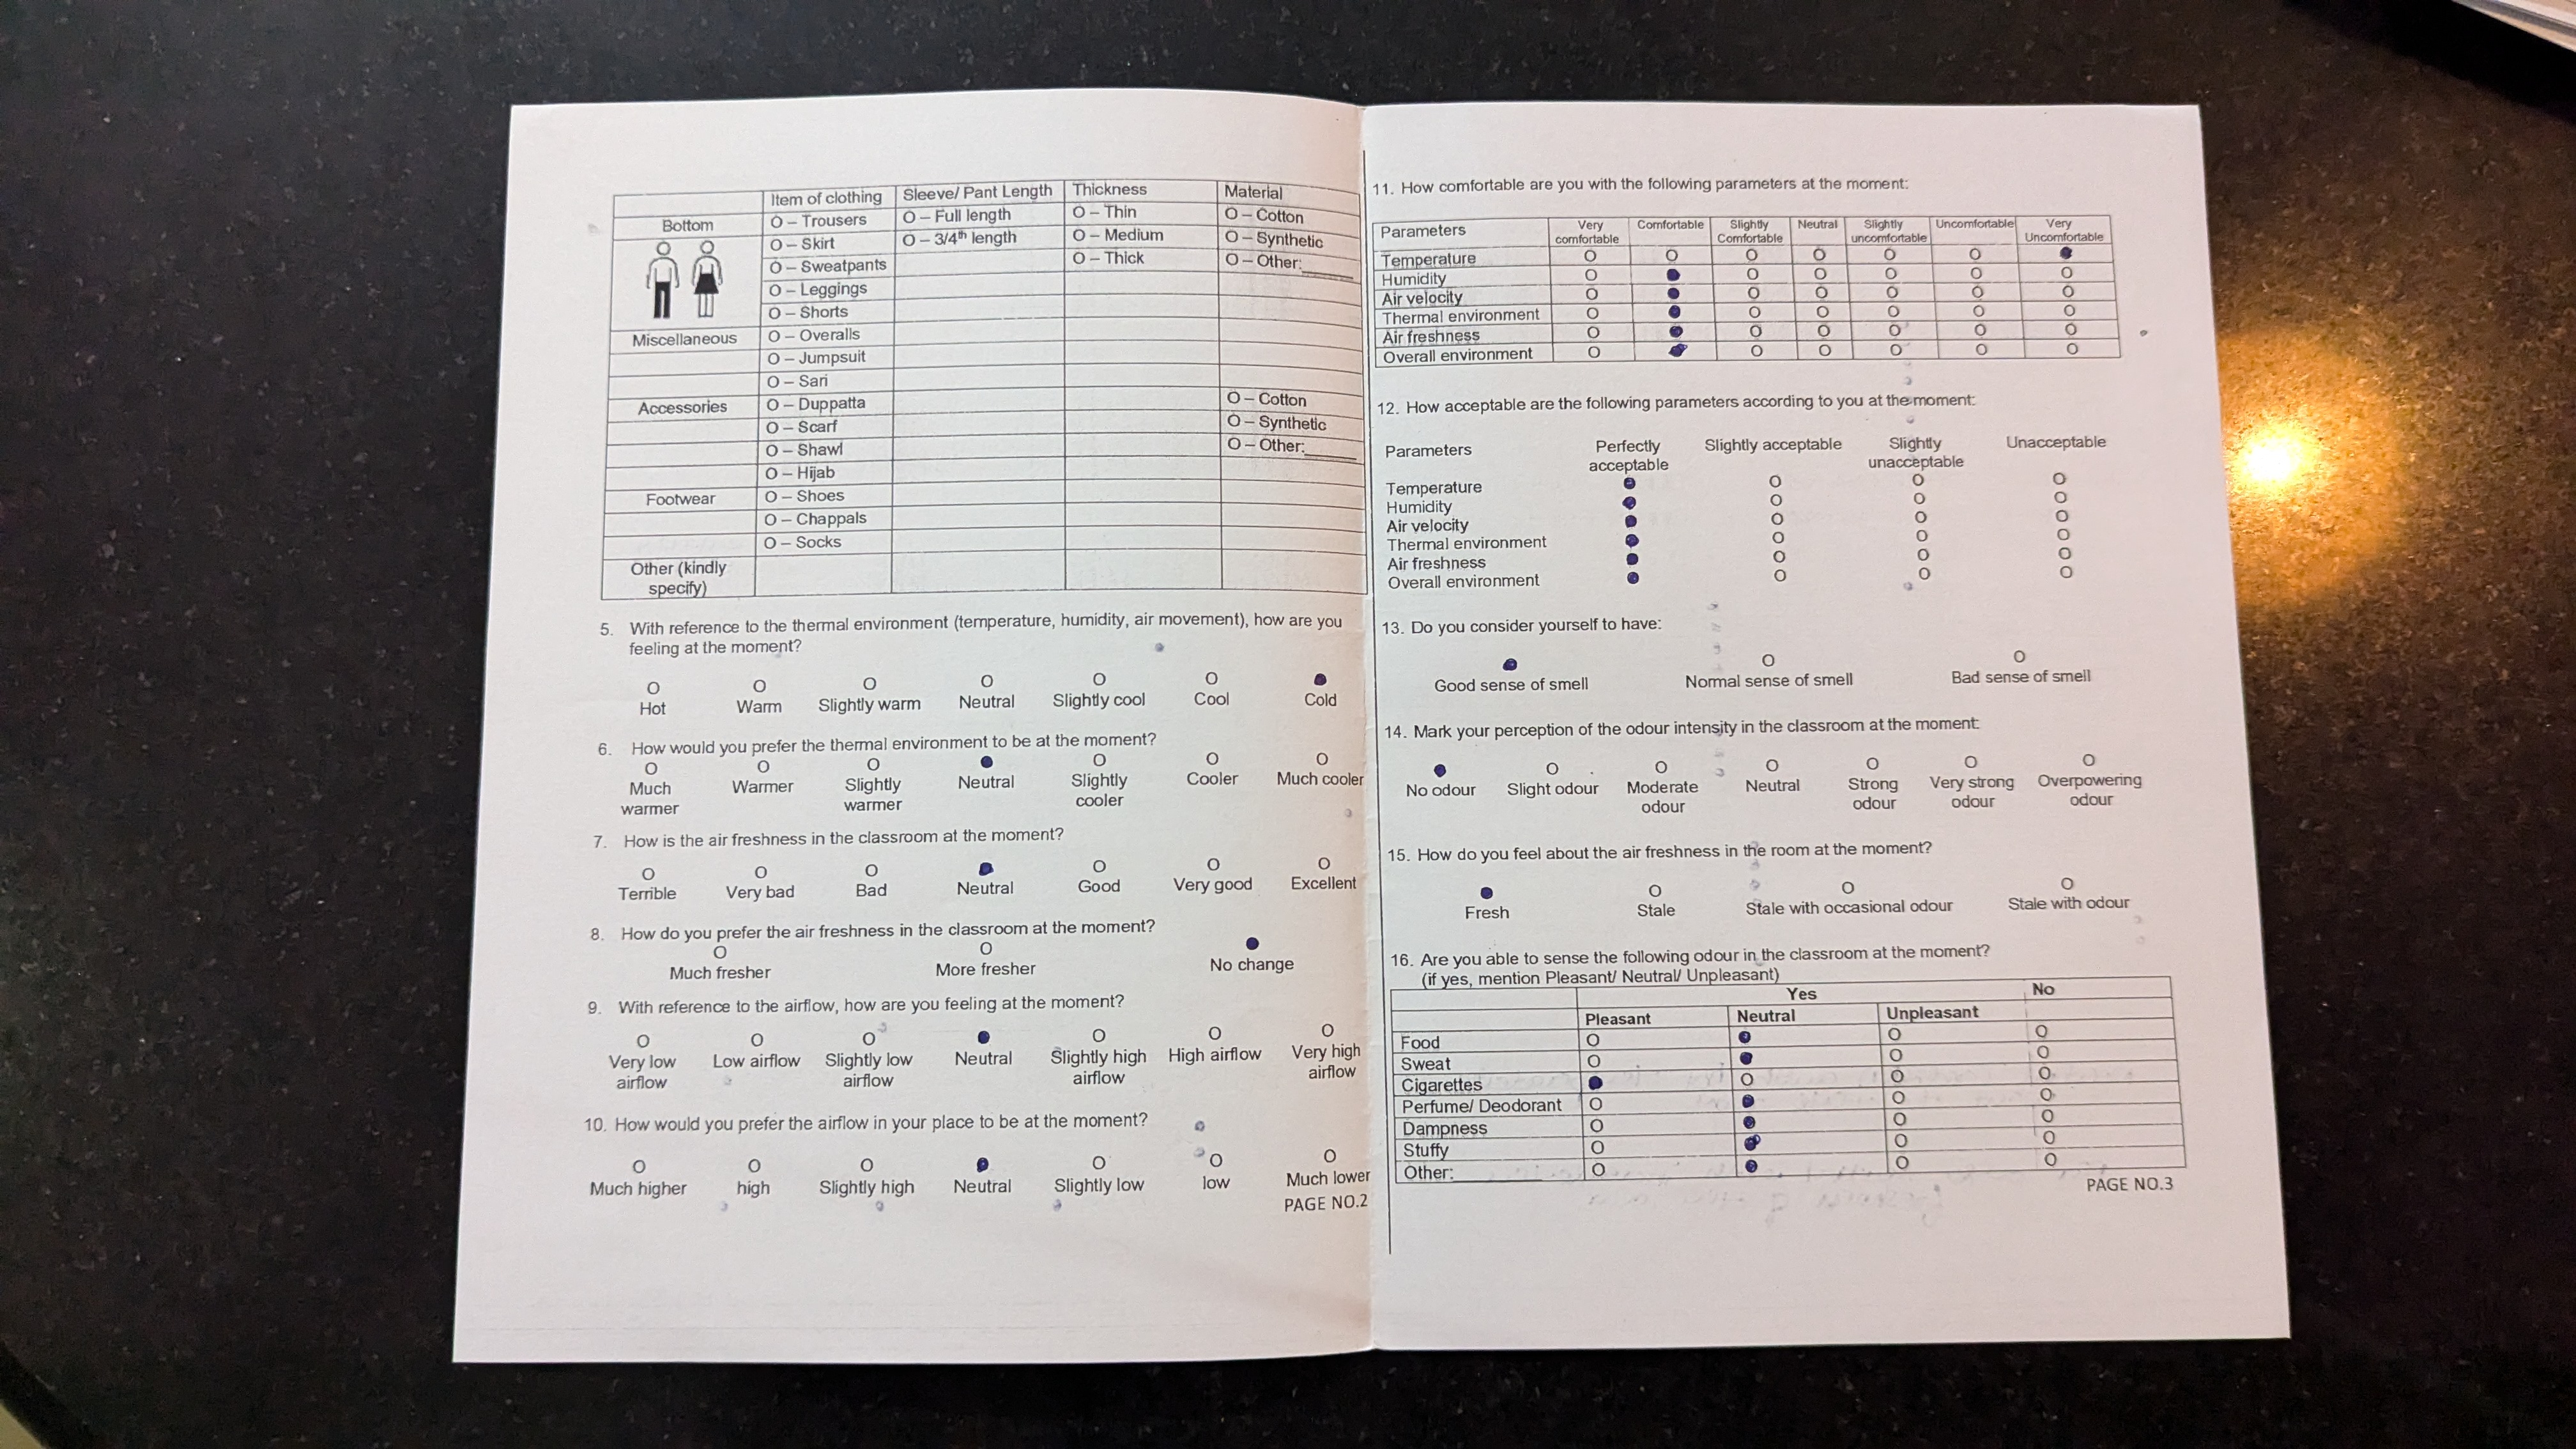 Item of clothing Sleeve/ Pant Length Thickness Material
Bottom O – Trousers O – Full length O – Thin O – Cotton
O – Skirt O – 3/4th length O – Medium O – Synthetic
O – Sweatpants O – Thick O – Other:______
O – Leggings
O – Shorts
Miscellaneous O – Overalls
O – Jumpsuit
O – Sari
Accessories O – Duppatta O – Cotton
O – Scarf O – Synthetic
O – Shawl O – Other:______
O – Hijab
Footwear O – Shoes
O – Chappals
O – Socks
Other (kindly
specify)
5. With reference to the thermal environment (temperature, humidity, air movement), how are you
feeling at the moment?
O O O O O O ●
Hot Warm Slightly warm Neutral Slightly cool Cool Cold
6. How would you prefer the thermal environment to be at the moment?
O O O ● O O O
Much Warmer Slightly Neutral Slightly Cooler Much cooler
warmer warmer cooler
7. How is the air freshness in the classroom at the moment?
O O O ● O O O
Terrible Very bad Bad Neutral Good Very good Excellent
8. How do you prefer the air freshness in the classroom at the moment?
O O ●
Much fresher More fresher No change
9. With reference to the airflow, how are you feeling at the moment?
O O O ● O O O
Very low Low airflow Slightly low Neutral Slightly high High airflow Very high
airflow airflow airflow airflow
10. How would you prefer the airflow in your place to be at the moment?
O O O ● O O O
Much higher high Slightly high Neutral Slightly low low Much lower
PAGE NO.2
11. How comfortable are you with the following parameters at the moment:
Parameters Very Comfortable Slightly Neutral Slightly Uncomfortable Very
comfortable Comfortable uncomfortable Uncomfortable
Temperature O O O O O O ●
Humidity O ● O O O O O
Air velocity O ● O O O O O
Thermal environment O ● O O O O O
Air freshness O ● O O O O O
Overall environment O ● O O O O O
12. How acceptable are the following parameters according to you at the moment:
Parameters Perfectly Slightly acceptable Slightly Unacceptable
acceptable unacceptable
Temperature ● O O O
Humidity ● O O O
Air velocity ● O O O
Thermal environment ● O O O
Air freshness ● O O O
Overall environment ● O O O
13. Do you consider yourself to have:
● O O
Good sense of smell Normal sense of smell Bad sense of smell
14. Mark your perception of the odour intensity in the classroom at the moment:
● O O O O O O
No odour Slight odour Moderate Neutral Strong Very strong Overpowering
odour odour odour odour
15. How do you feel about the air freshness in the room at the moment?
● O O O
Fresh Stale Stale with occasional odour Stale with odour
16. Are you able to sense the following odour in the classroom at the moment?
(if yes, mention Pleasant/ Neutral/ Unpleasant)
Yes No
Pleasant Neutral Unpleasant
Food O ● O O
Sweat O ● O O
Cigarettes ● O O O
Perfume/ Deodorant O ● O O
Dampness O ● O O
Stuffy O ● O O
Other:_________ O ● O O
PAGE NO.3